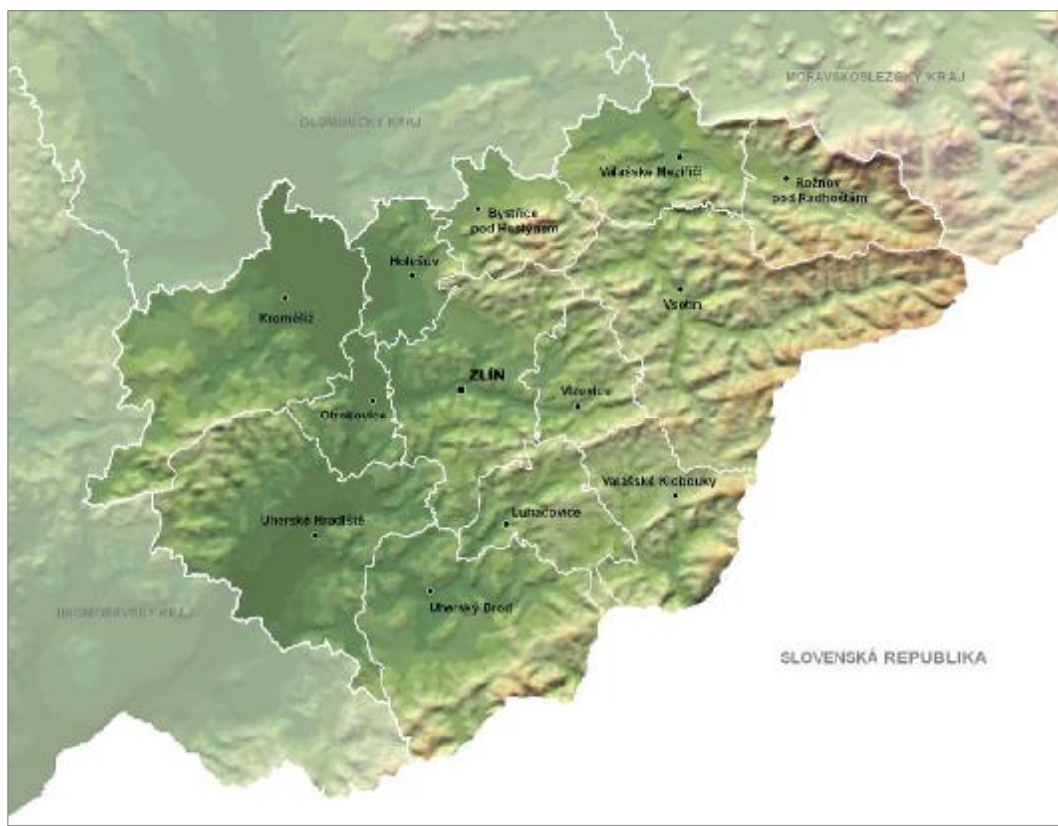 MORAVSKOSLEZSKÝ KRAJ
OLOMOUCKÝ KRAJ
Valašské Meziříčí
Rožnov
pod Radhoštěm
Bystřice
pod Hostýnem
Holešov
Vsetín
Kroměříž
ZLÍN
Vizovice
Otrokovice
Valašské Klobouky
Luhačovice
Uherské Hradiště
Uherský Brod
JIHOMORAVSKÝ KRAJ
SLOVENSKÁ REPUBLIKA